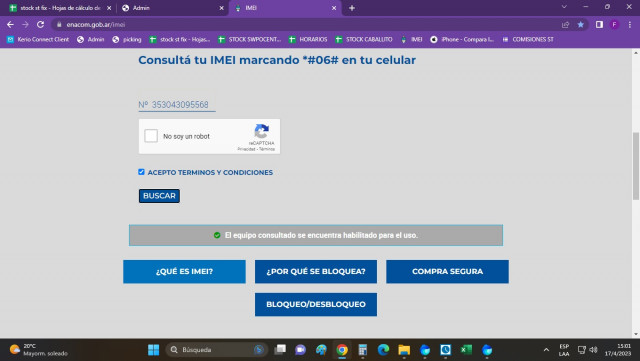 stock st fix - Hojas de cálculo de
Admin
IMEI
enacom.gob.ar/imei
F
Kerio Connect Client
Admin
picking
stock st fix - Hojas...
STOCK SWPOCENT...
HORARIOS
STOCK CABALLITO
IMEI
iPhone - Compara l...
COMISIONES ST
Consultá tu IMEI marcando *#06# en tu celular
Nº 353043095568
No soy un robot
reCAPTCHA
Privacidad - Términos
ACEPTO TERMINOS Y CONDICIONES
BUSCAR
El equipo consultado se encuentra habilitado para el uso.
¿QUÉ ES IMEI?
¿POR QUÉ SE BLOQUEA?
COMPRA SEGURA
BLOQUEO/DESBLOQUEO
20°C
Mayorm. soleado
Búsqueda
ESP
LAA
15:01
17/4/2023